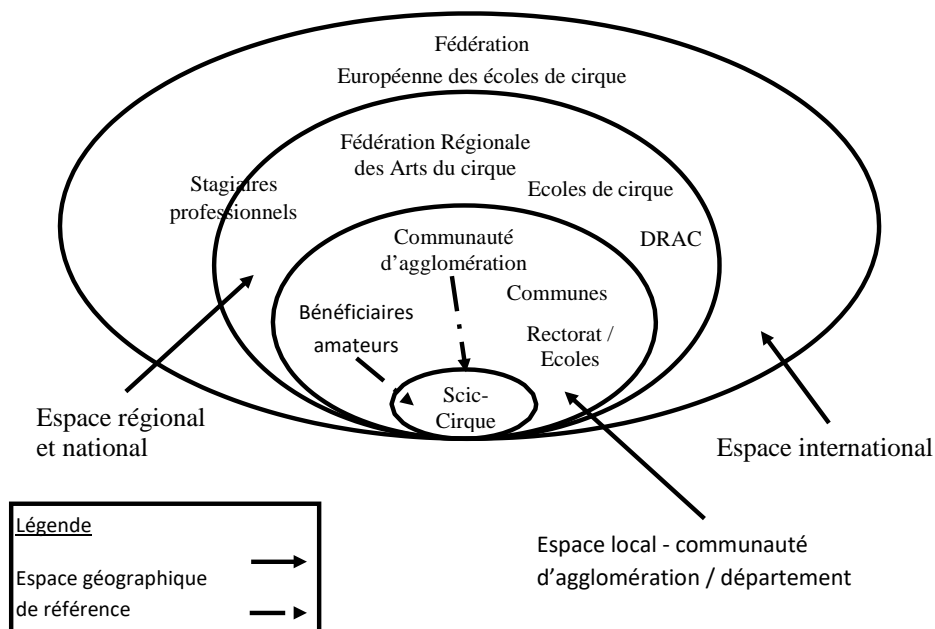 Fédération
Européenne des écoles de cirque
Fédération Régionale
des Arts du cirque
Stagiaires
professionnels
Ecoles de cirque
DRAC
Communauté
d’agglomération
Communes
Bénéficiaires
amateurs
Rectorat /
Ecoles
Scic-
Cirque
Espace régional
et national
Espace international
Espace local - communauté
d’agglomération / département
Légende
Espace géographique
de référence